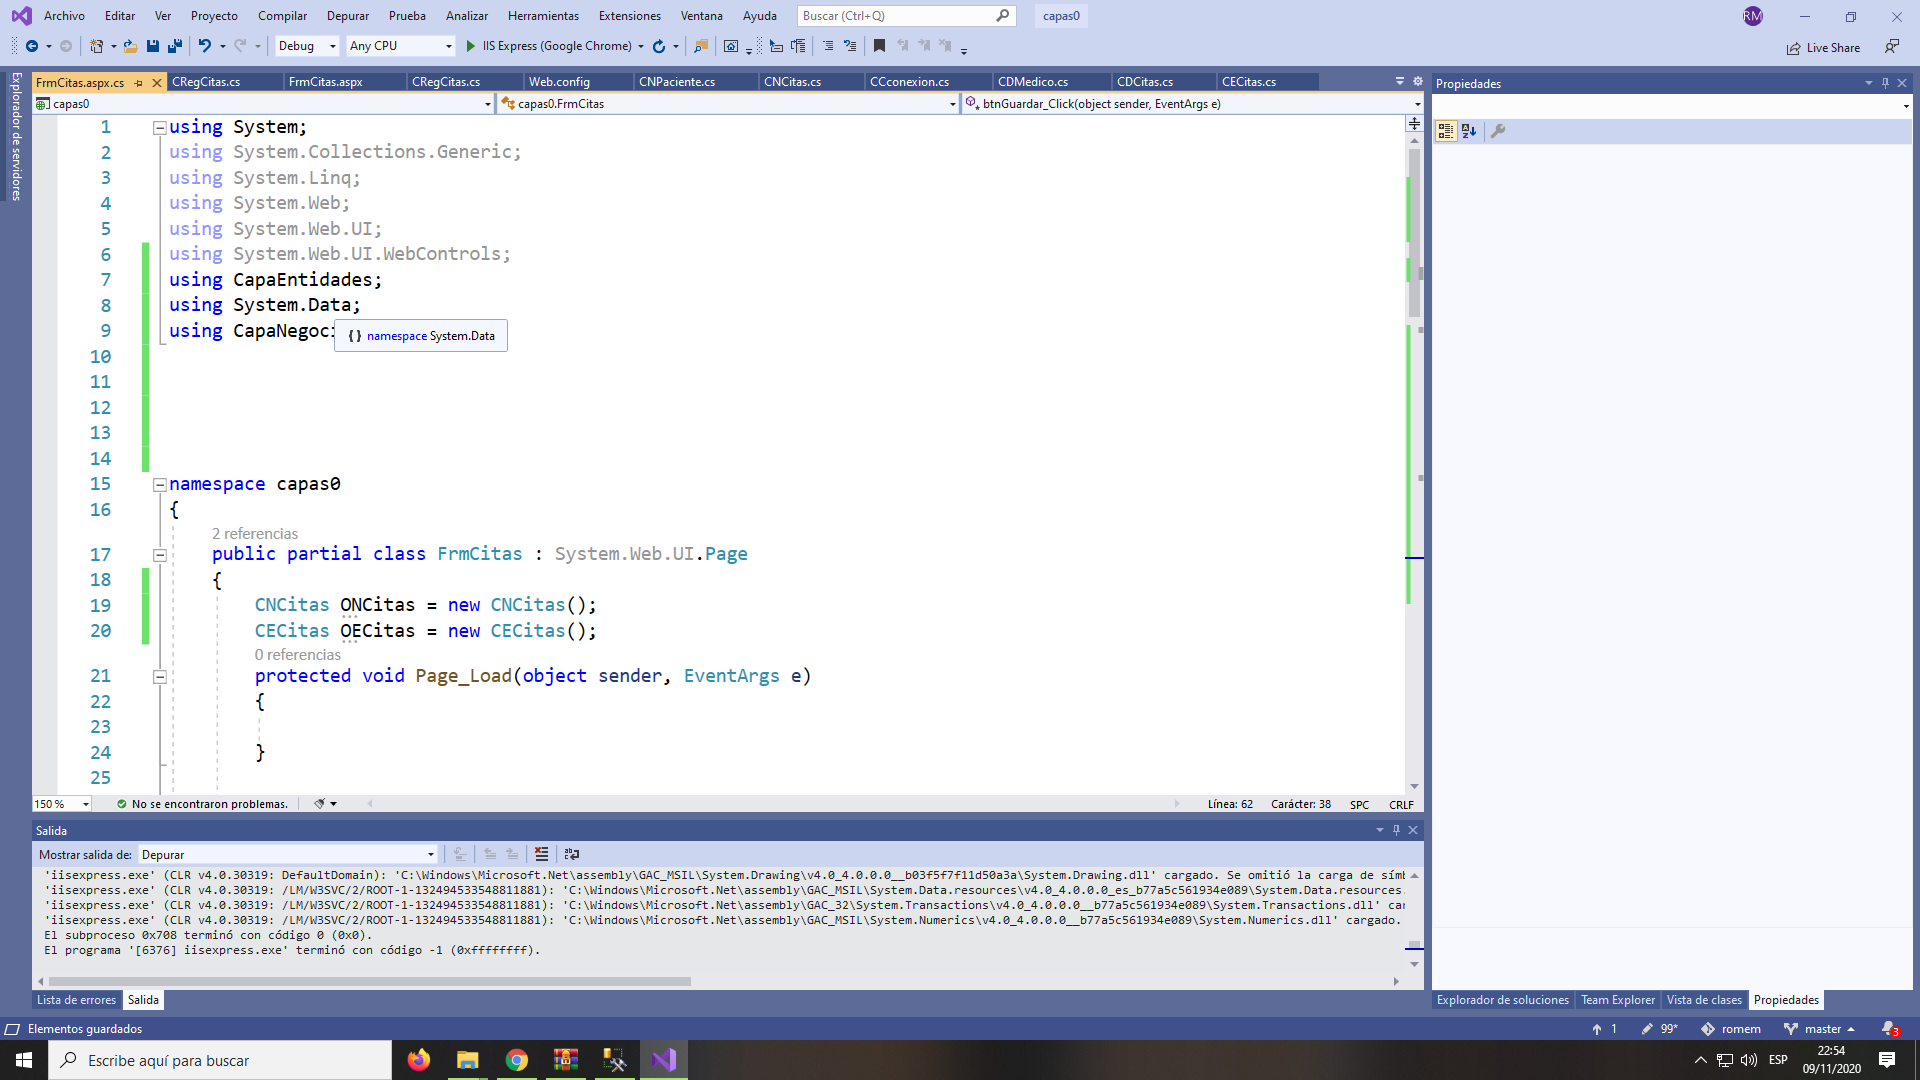 Archivo Editar Ver Proyecto Compilar Depurar Prueba Analizar Herramientas Extensiones Ventana Ayuda Buscar (Ctrl+Q) capas0 RM
Debug Any CPU IIS Express (Google Chrome) Live Share
Explorador de servidores
FrmCitas.aspx.cs CRegCitas.cs FrmCitas.aspx CRegCitas.cs Web.config CNPaciente.cs CNCitas.cs CCconexion.cs CDMedico.cs CDCitas.cs CECitas.cs
capas0 capas0.FrmCitas btnGuardar_Click(object sender, EventArgs e)
1 using System;
2 using System.Collections.Generic;
3 using System.Linq;
4 using System.Web;
5 using System.Web.UI;
6 using System.Web.UI.WebControls;
7 using CapaEntidades;
8 using System.Data;
9 using CapaNegoc
{} namespace System.Data
10
11
12
13
14
15 namespace capas0
16 {
2 referencias
17 public partial class FrmCitas : System.Web.UI.Page
18 {
19 CNCitas ONCitas = new CNCitas();
20 CECitas OECitas = new CECitas();
0 referencias
21 protected void Page_Load(object sender, EventArgs e)
22 {
23
24 }
25
150 % No se encontraron problemas. Línea: 62 Carácter: 38 SPC CRLF
Salida
Mostrar salida de: Depurar
'iisexpress.exe' (CLR v4.0.30319: DefaultDomain): 'C:\Windows\Microsoft.Net\assembly\GAC_MSIL\System.Drawing\v4.0_4.0.0.0__b03f5f7f11d50a3a\System.Drawing.dll' cargado. Se omitió la carga de símb
'iisexpress.exe' (CLR v4.0.30319: /LM/W3SVC/2/ROOT-1-132494533548811881): 'C:\Windows\Microsoft.Net\assembly\GAC_MSIL\System.Data.resources\v4.0_4.0.0.0_es_b77a5c561934e089\System.Data.resources.
'iisexpress.exe' (CLR v4.0.30319: /LM/W3SVC/2/ROOT-1-132494533548811881): 'C:\Windows\Microsoft.Net\assembly\GAC_32\System.Transactions\v4.0_4.0.0.0__b77a5c561934e089\System.Transactions.dll' car
'iisexpress.exe' (CLR v4.0.30319: /LM/W3SVC/2/ROOT-1-132494533548811881): 'C:\Windows\Microsoft.Net\assembly\GAC_MSIL\System.Numerics\v4.0_4.0.0.0__b77a5c561934e089\System.Numerics.dll' cargado.
El subproceso 0x708 terminó con código 0 (0x0).
El programa '[6376] iisexpress.exe' terminó con código -1 (0xffffffff).
Lista de errores Salida
Propiedades
Explorador de soluciones Team Explorer Vista de clases Propiedades
Elementos guardados 1 99* romem master 3
Escribe aquí para buscar
ESP 22:54
09/11/2020